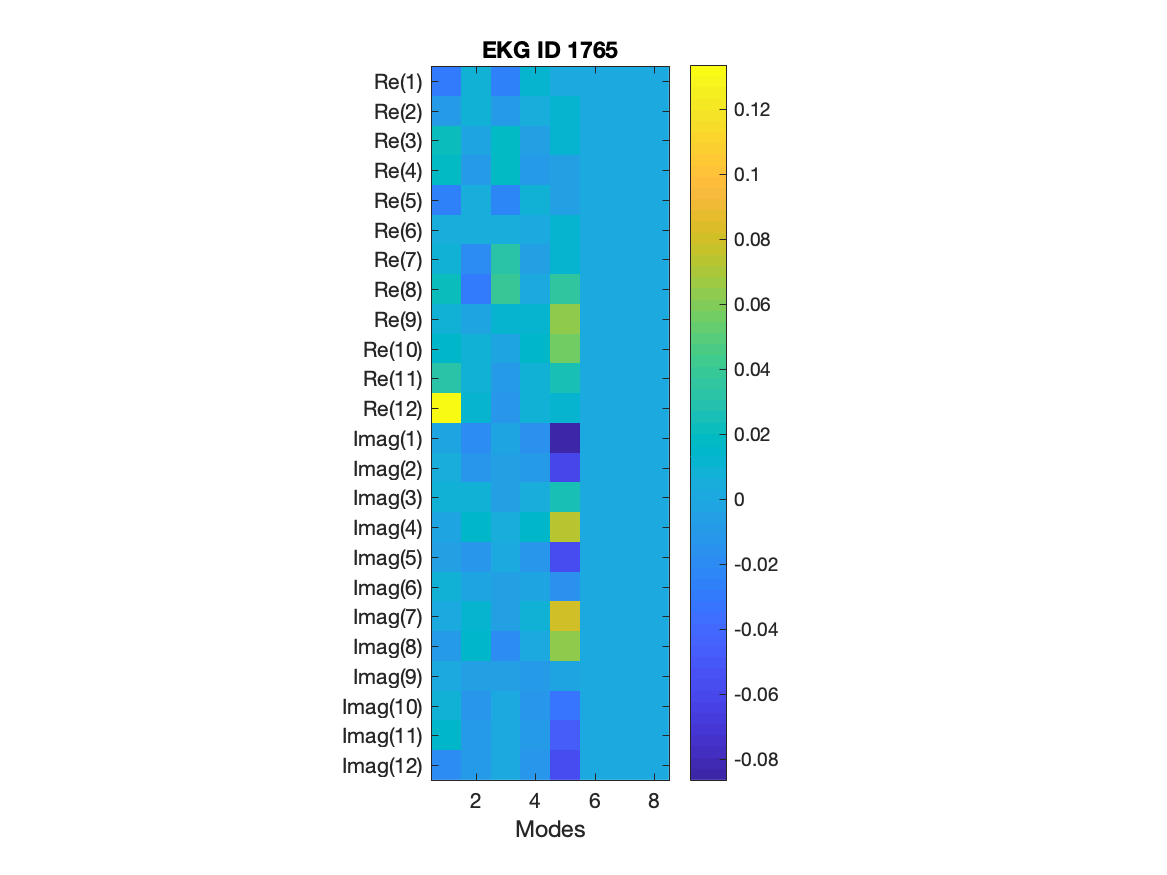 EKG ID 1765
Re(1)
Re(2)
Re(3)
Re(4)
Re(5)
Re(6)
Re(7)
Re(8)
Re(9)
Re(10)
Re(11)
Re(12)
Imag(1)
Imag(2)
Imag(3)
Imag(4)
Imag(5)
Imag(6)
Imag(7)
Imag(8)
Imag(9)
Imag(10)
Imag(11)
Imag(12)
2 4 6 8
Modes
0.12
0.1
0.08
0.06
0.04
0.02
0
-0.02
-0.04
-0.06
-0.08